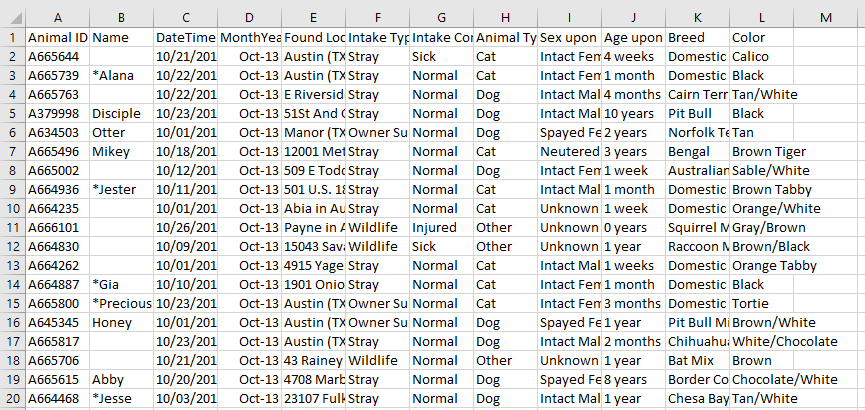 A B C D E F G H I J K L M
1 Animal ID Name DateTime MonthYea Found Loc Intake Typ Intake Cor Animal Ty Sex upon Age upon Breed Color
2 A665644 10/21/201 Oct-13 Austin (TX Stray Sick Cat Intact Fem 4 weeks Domestic Calico
3 A665739 *Alana 10/22/201 Oct-13 Austin (TX Stray Normal Cat Intact Fem 1 month Domestic Black
4 A665763 10/22/201 Oct-13 E Riversid Stray Normal Dog Intact Mal 4 months Cairn Terr Tan/White
5 A379998 Disciple 10/23/201 Oct-13 51St And G Stray Normal Dog Intact Mal 10 years Pit Bull Black
6 A634503 Otter 10/01/201 Oct-13 Manor (TX Owner Su Normal Dog Spayed Fe 2 years Norfolk Te Tan
7 A665496 Mikey 10/18/201 Oct-13 12001 Met Stray Normal Cat Neutered 3 years Bengal Brown Tiger
8 A665002 10/12/201 Oct-13 509 E Todd Stray Normal Dog Intact Fem 1 week Australian Sable/White
9 A664936 *Jester 10/11/201 Oct-13 501 U.S. 18 Stray Normal Cat Intact Mal 1 month Domestic Brown Tabby
10 A664235 10/01/201 Oct-13 Abia in Au Stray Normal Cat Unknown 1 week Domestic Orange/White
11 A666101 10/26/201 Oct-13 Payne in A Wildlife Injured Other Unknown 0 years Squirrel M Gray/Brown
12 A664830 10/09/201 Oct-13 15043 Sava Wildlife Sick Other Unknown 1 year Raccoon M Brown/Black
13 A664262 10/01/201 Oct-13 4915 Yage Stray Normal Cat Intact Mal 1 weeks Domestic Orange Tabby
14 A664887 *Gia 10/10/201 Oct-13 1901 Onio Stray Normal Cat Intact Fem 1 month Domestic Black
15 A665800 *Precious 10/23/201 Oct-13 Austin (TX Owner Su Normal Cat Intact Fem 3 months Domestic Tortie
16 A645345 Honey 10/01/201 Oct-13 Austin (TX Owner Su Normal Dog Spayed Fe 1 year Pit Bull Mi Brown/White
17 A665817 10/23/201 Oct-13 Austin (TX Stray Normal Dog Intact Mal 2 months Chihuahua White/Chocolate
18 A665706 10/21/201 Oct-13 43 Rainey Wildlife Normal Other Unknown 1 year Bat Mix Brown
19 A665615 Abby 10/20/201 Oct-13 4708 Marb Stray Normal Dog Spayed Fe 8 years Border Co Chocolate/White
20 A664468 *Jesse 10/03/201 Oct-13 23107 Fulk Stray Normal Dog Intact Mal 1 year Chesa Bay Tan/White